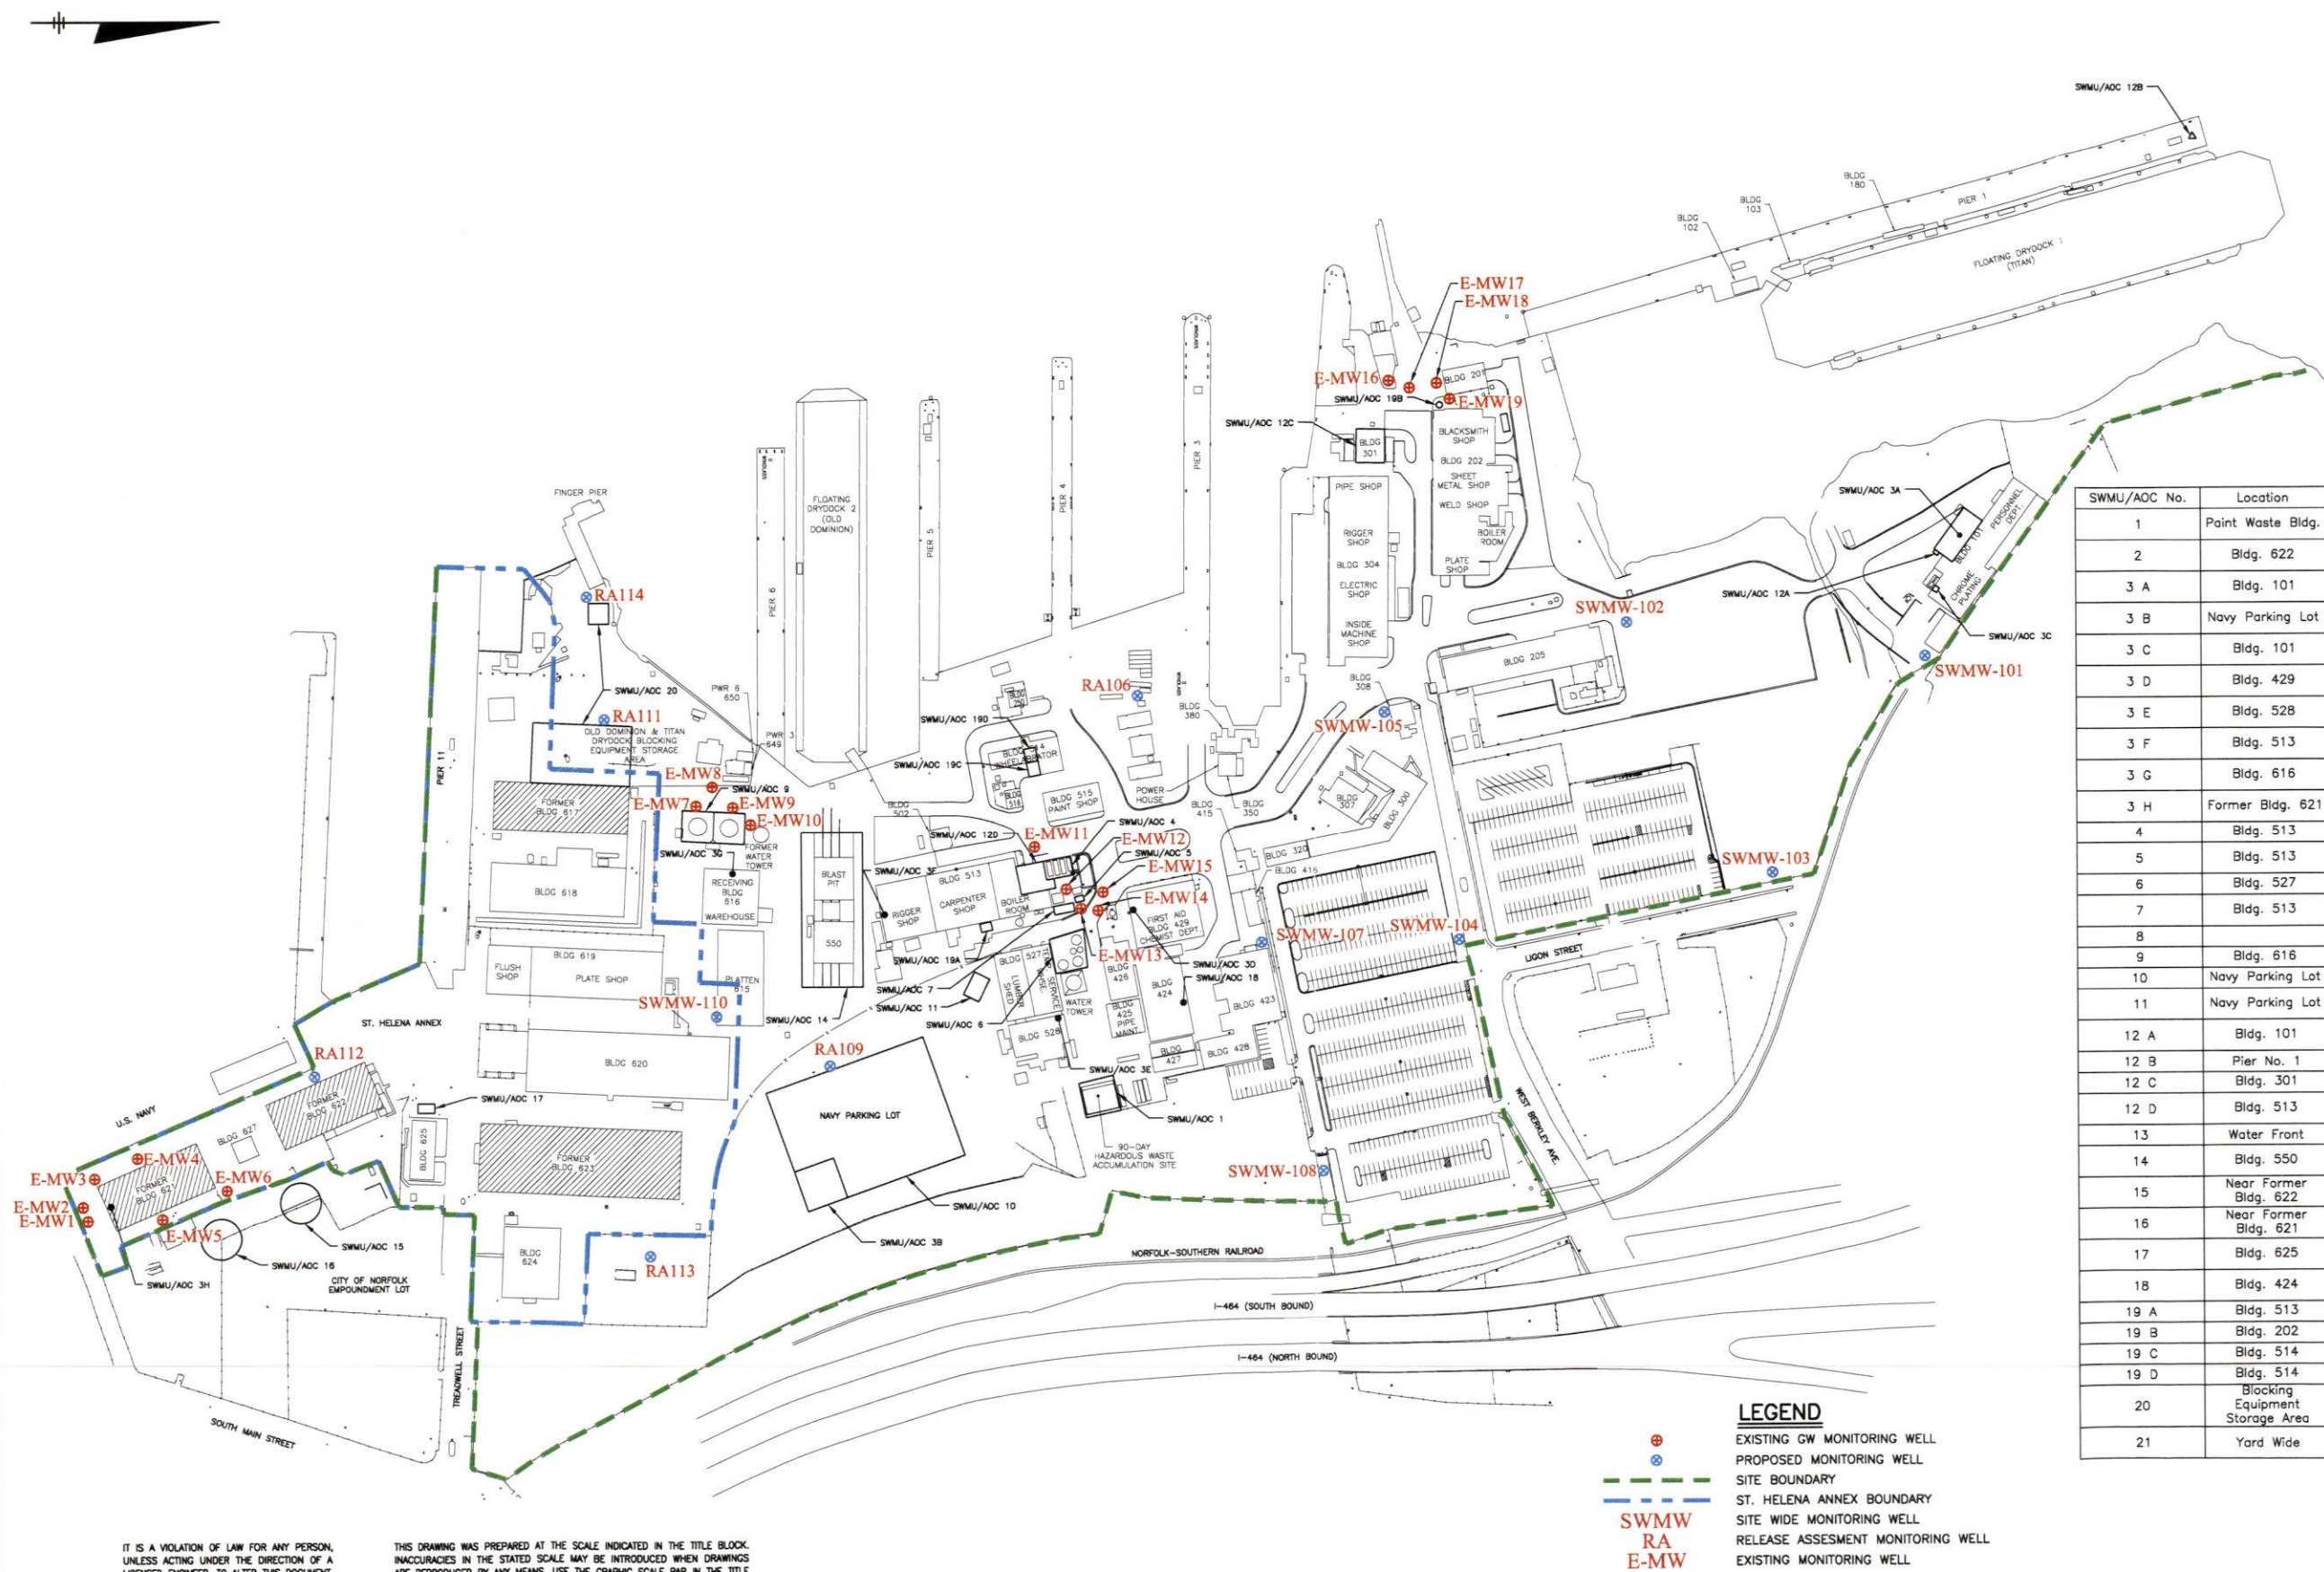 SWMU/AOC 12B
BLDG
180
BLDG
103
BLDG
102
PIER 1
FLOATING DRYDOCK 1
(TITAN)
E-MW17
E-MW18
E-MW16
BLDG 201
SWMU/AOC 19B
E-MW19
SWMU/AOC 12C
BLDG
301
BLACKSMITH
SHOP
BLDG 202
SHEET
METAL SHOP
WELD SHOP
BOILER
ROOM
PLATE
SHOP
PIPE SHOP
RIGGER
SHOP
BLDG 304
ELECTRIC
SHOP
INSIDE
MACHINE
SHOP
WINDLASS
PIER 3
WINDLASS
PIER 4
PIER 5
FLOATING
DRYDOCK 2
(OLD
DOMINION)
WINDLASS
PIER 6
FINGER PIER
RA114
SWMU/AOC 20
PWR 6
650
PWR 3
649
RA111
OLD DOMINION & TITAN
DRYDOCK BLOCKING
EQUIPMENT STORAGE
AREA
PIER 11
SWMU/AOC 3A
PERSONNEL
DEPT.
BLDG 101
CHROME
PLATING
SWMU/AOC 12A
SWMU/AOC 3C
SWMW-101
SWMW-102
BLDG 205
BLDG
308
SWMW-105
RA106
BLDG
380
SWMU/AOC 19D
SWMU/AOC 19C
WHEELABRATOR
BLDG
516
BLDG 515
PAINT SHOP
POWER
HOUSE
BLDG
415
BLDG
350
BLDG
307
BLDG 300
BLDG 320
BLDG 416
E-MW8
SWMU/AOC 9
E-MW7
E-MW9
E-MW10
FORMER
WATER
TOWER
SWMU/AOC 3G
RECEIVING
BLDG
616
WAREHOUSE
FORMER
BLDG 617
BLDG 618
BLDG
502
BLAST
PIT
550
SWMU/AOC 3F
RIGGER
SHOP
BLDG 513
CARPENTER
SHOP
BOILER
ROOM
SWMU/AOC 12D
E-MW11
SWMU/AOC 4
E-MW12
SWMU/AOC 5
E-MW15
E-MW14
E-MW13
FIRST AID
BLDG 429
CHEMIST DEPT.
SWMU/AOC 3D
SWMU/AOC 18
SWMU/AOC 19A
SWMU/AOC 7
SWMU/AOC 11
SWMU/AOC 6
SWMU/AOC 14
BLDG 527
LUMBER
SHED
WATER
TOWER
BLDG
426
BLDG
424
BLDG
425
PIPE
MAINT
BLDG
427
BLDG 428
BLDG 423
BLDG 528
SWMU/AOC 3E
SWMU/AOC 1
90-DAY
HAZARDOUS WASTE
ACCUMULATION SITE
SWMW-107
SWMW-104
SWMW-103
SWMW-108
LIGON STREET
WEST BERKLEY AVE.
BLDG 619
FLUSH
SHOP
PLATE SHOP
PLATTEN
615
SWMW-110
BLDG 620
ST. HELENA ANNEX
RA109
NAVY PARKING LOT
SWMU/AOC 10
SWMU/AOC 3B
RA112
FORMER
BLDG 622
U.S. NAVY
BLDG 627
SWMU/AOC 17
BLDG 625
FORMER
BLDG 623
E-MW4
E-MW3
FORMER
BLDG 621
E-MW6
E-MW2
E-MW1
E-MW5
SWMU/AOC 15
SWMU/AOC 16
SWMU/AOC 3H
CITY OF NORFOLK
EMPOUNDMENT LOT
BLDG
624
RA113
TREADWELL STREET
SOUTH MAIN STREET
NORFOLK-SOUTHERN RAILROAD
I-464 (SOUTH BOUND)
I-464 (NORTH BOUND)
SWMU/AOC No. Location
1 Paint Waste Bldg.
2 Bldg. 622
3 A Bldg. 101
3 B Navy Parking Lot
3 C Bldg. 101
3 D Bldg. 429
3 E Bldg. 528
3 F Bldg. 513
3 G Bldg. 616
3 H Former Bldg. 621
4 Bldg. 513
5 Bldg. 513
6 Bldg. 527
7 Bldg. 513
8
9 Bldg. 616
10 Navy Parking Lot
11 Navy Parking Lot
12 A Bldg. 101
12 B Pier No. 1
12 C Bldg. 301
12 D Bldg. 513
13 Water Front
14 Bldg. 550
15 Near Former
Bldg. 622
16 Near Former
Bldg. 621
17 Bldg. 625
18 Bldg. 424
19 A Bldg. 513
19 B Bldg. 202
19 C Bldg. 514
19 D Bldg. 514
20 Blocking
Equipment
Storage Area
21 Yard Wide
LEGEND
EXISTING GW MONITORING WELL
PROPOSED MONITORING WELL
SITE BOUNDARY
ST. HELENA ANNEX BOUNDARY
SWMW SITE WIDE MONITORING WELL
RA RELEASE ASSESMENT MONITORING WELL
E-MW EXISTING MONITORING WELL
IT IS A VIOLATION OF LAW FOR ANY PERSON,
UNLESS ACTING UNDER THE DIRECTION OF A
LICENSED ENGINEER, TO ALTER THIS DOCUMENT.
THIS DRAWING WAS PREPARED AT THE SCALE INDICATED IN THE TITLE BLOCK.
INACCURACIES IN THE STATED SCALE MAY BE INTRODUCED WHEN DRAWINGS
ARE REPRODUCED BY ANY MEANS. USE THE GRAPHIC SCALE BAR IN THE TITLE